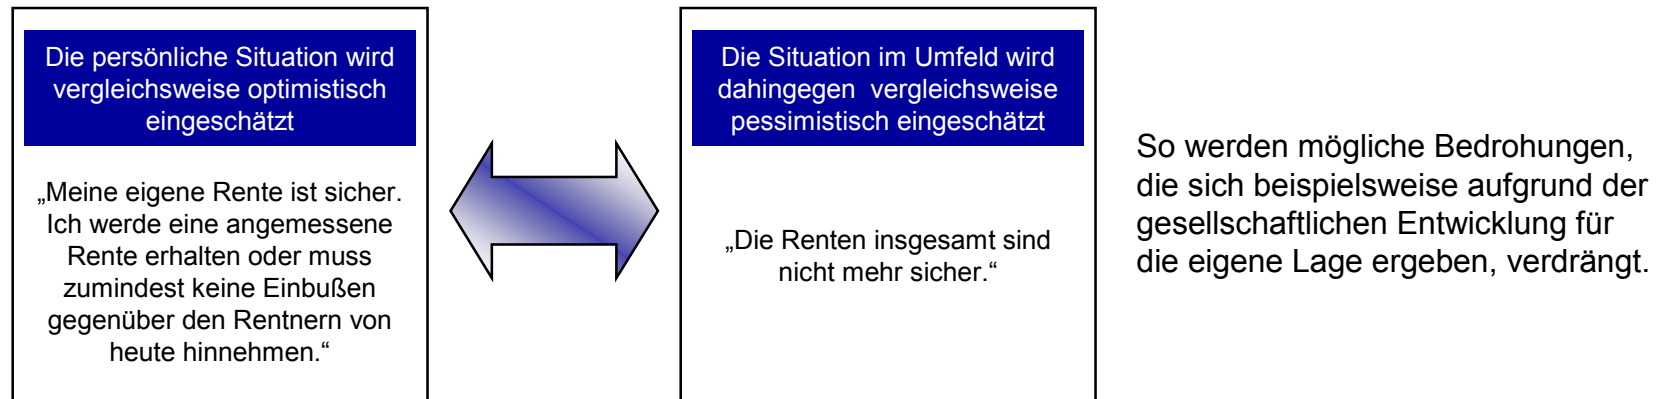 Die persönliche Situation wird
vergleichsweise optimistisch
eingeschätzt
„Meine eigene Rente ist sicher.
Ich werde eine angemessene
Rente erhalten oder muss
zumindest keine Einbußen
gegenüber den Rentnern von
heute hinnehmen.“
Die Situation im Umfeld wird
dahingegen  vergleichsweise
pessimistisch eingeschätzt
„Die Renten insgesamt sind
nicht mehr sicher.“
So werden mögliche Bedrohungen,
die sich beispielsweise aufgrund der
gesellschaftlichen Entwicklung für
die eigene Lage ergeben, verdrängt.